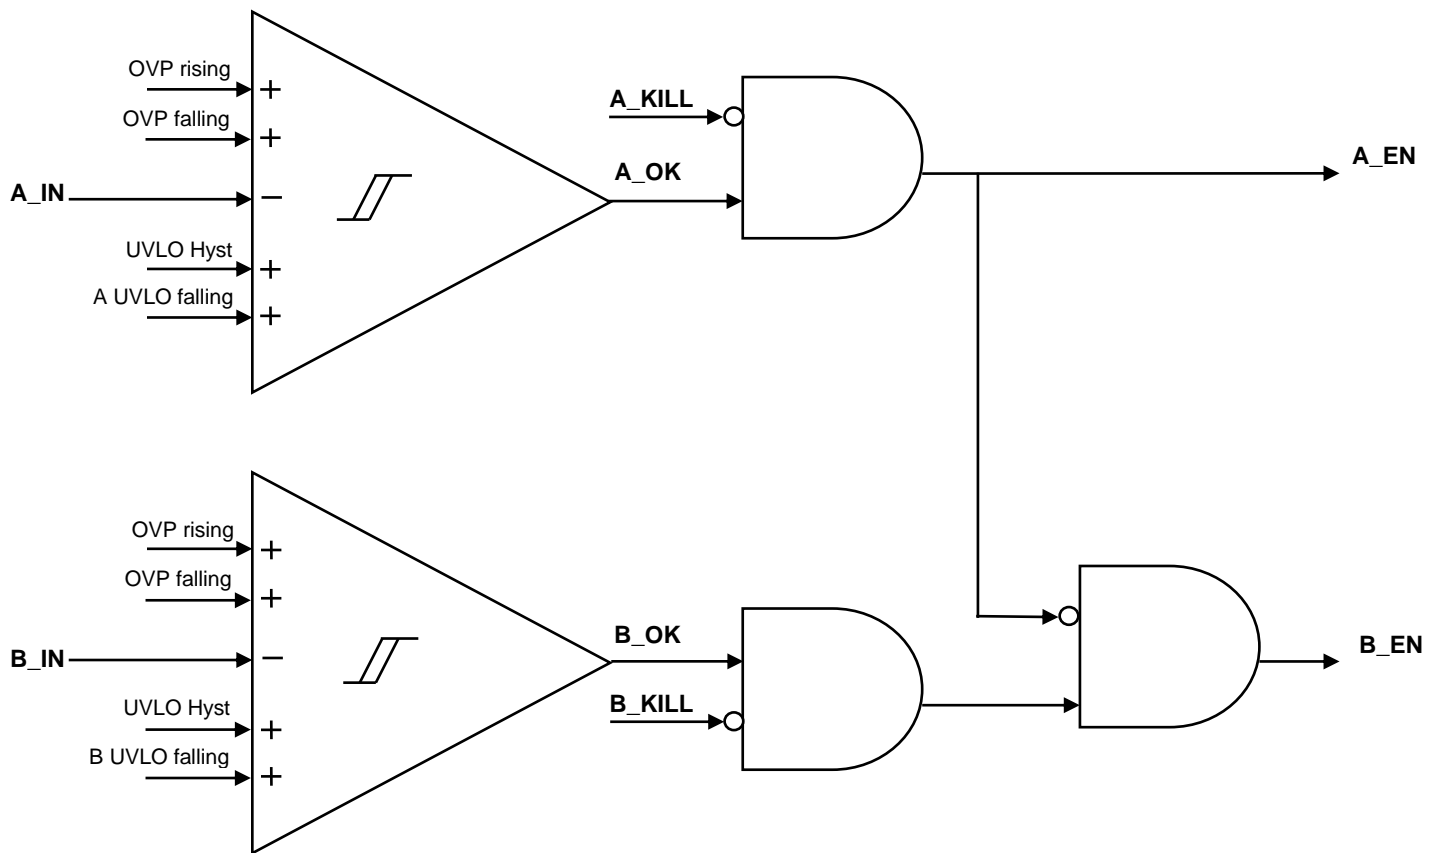 OVP rising
OVP falling
A_IN
UVLO Hyst
A UVLO falling
A_KILL
A_OK
A_EN
OVP rising
OVP falling
B_IN
UVLO Hyst
B UVLO falling
B_OK
B_KILL
B_EN